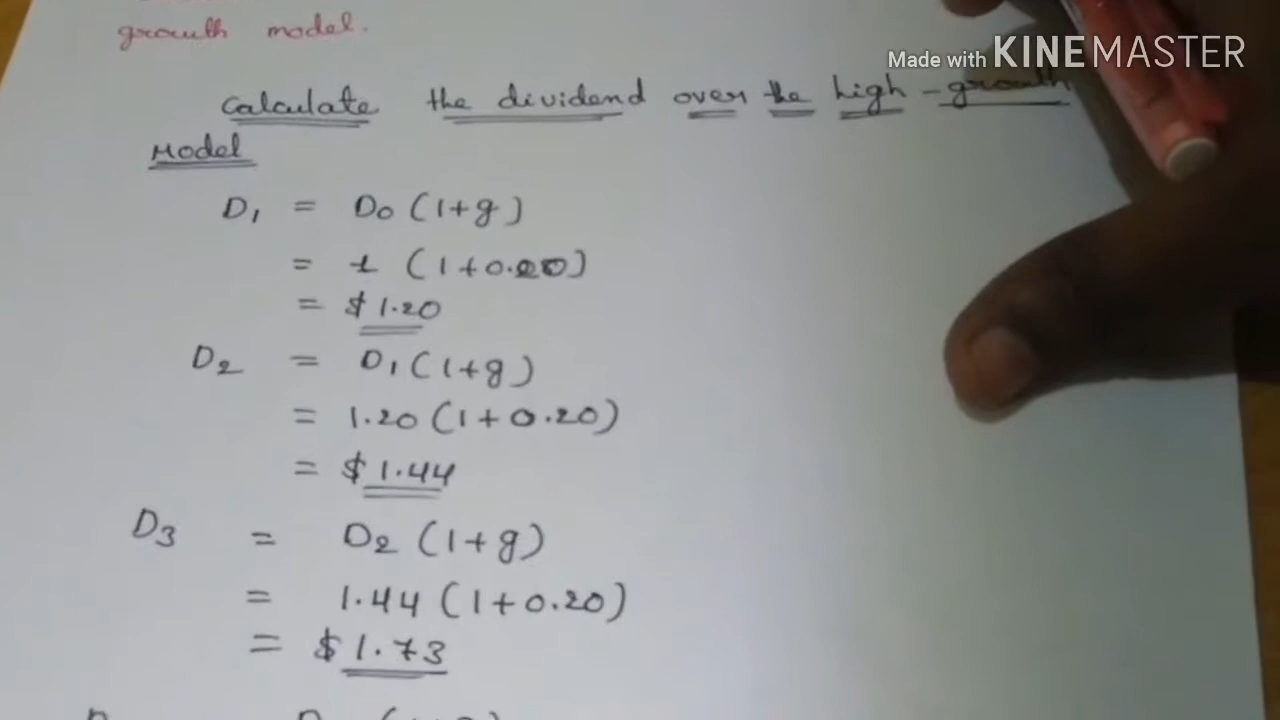 growth model.
Made with KINEMASTER
Calculate the dividend over the high-growth
Model
D1 = D0 (1+g)
= 1 (1+0.20)
= $ 1.20
D2 = D1 (1+g)
= 1.20 (1+0.20)
= $ 1.44
D3 = D2 (1+g)
= 1.44 (1+0.20)
= $ 1.73